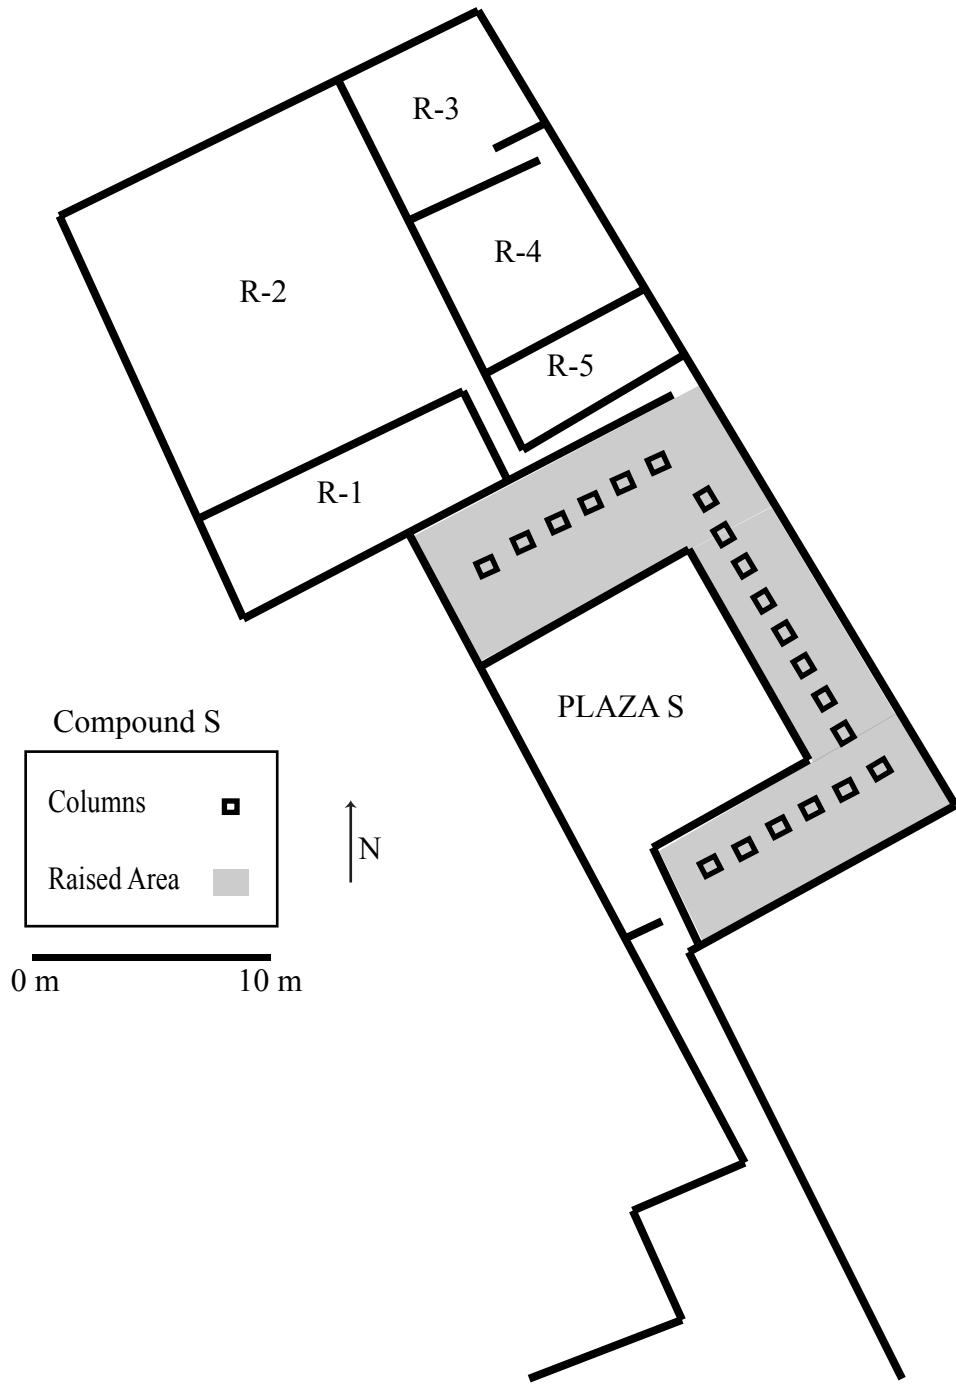 R-3
R-4
R-2
R-5
R-1
PLAZA S
Compound S
Columns
Raised Area
N
0 m 10 m